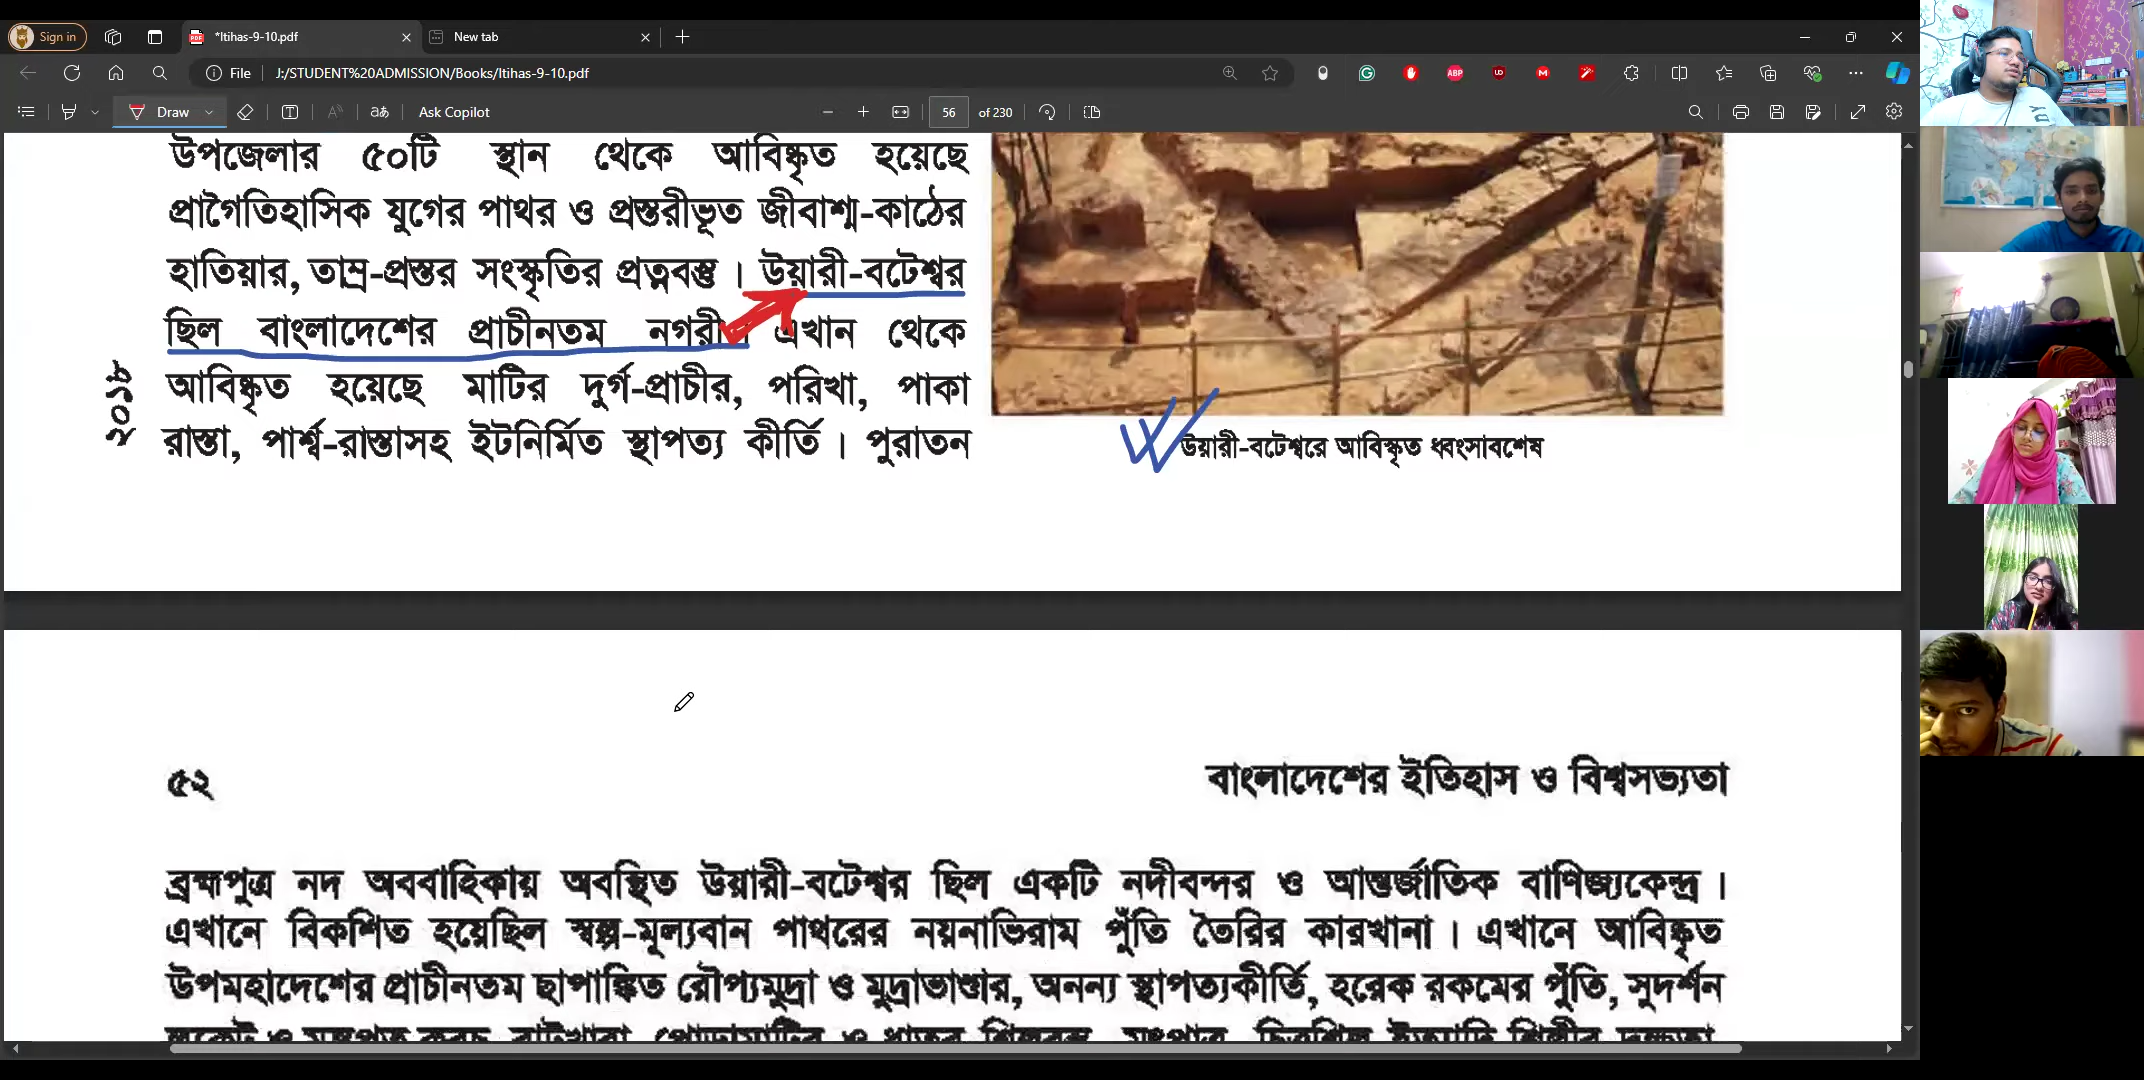 Sign in
*Itihas-9-10.pdf
New tab
File
J:/STUDENT%20ADMISSION/Books/Itihas-9-10.pdf
Draw
Ask Copilot
56 of 230
উপজেলার ৫০টি স্থান থেকে আবিষ্কৃত হয়েছে
প্রাগৈতিহাসিক যুগের পাথর ও প্রস্তরীভূত জীবাশ্ম-কাঠের
হাতিয়ার, তাম্র-প্রস্তর সংস্কৃতির প্রত্নবস্তু । উয়ারী-বটেশ্বর
ছিল বাংলাদেশের প্রাচীনতম নগরী। এখান থেকে
আবিষ্কৃত হয়েছে মাটির দুর্গ-প্রাচীর, পরিখা, পাকা
রাস্তা, পার্শ্ব-রাস্তাসহ ইটনির্মিত স্থাপত্য কীর্তি । পুরাতন
২০১৮
উয়ারী-বটেশ্বরে আবিস্কৃত ধ্বংসাবশেষ
৫২
বাংলাদেশের ইতিহাস ও বিশ্বসভ্যতা
ব্রহ্মপুত্র নদ অববাহিকায় অবস্থিত উয়ারী-বটেশ্বর ছিল একটি নদীবন্দর ও আন্তর্জাতিক বাণিজ্যকেন্দ্র ।
এখানে বিকশিত হয়েছিল স্বল্প-মূল্যবান পাথরের নয়নাভিরাম পুঁতি তৈরির কারখানা । এখানে আবিষ্কৃত
উপমহাদেশের প্রাচীনতম ছাপাঙ্কিত রৌপ্যমুদ্রা ও মুদ্রাভাণ্ডার, অনন্য স্থাপত্যকীর্তি, হরেক রকমের পুঁতি, সুদর্শন